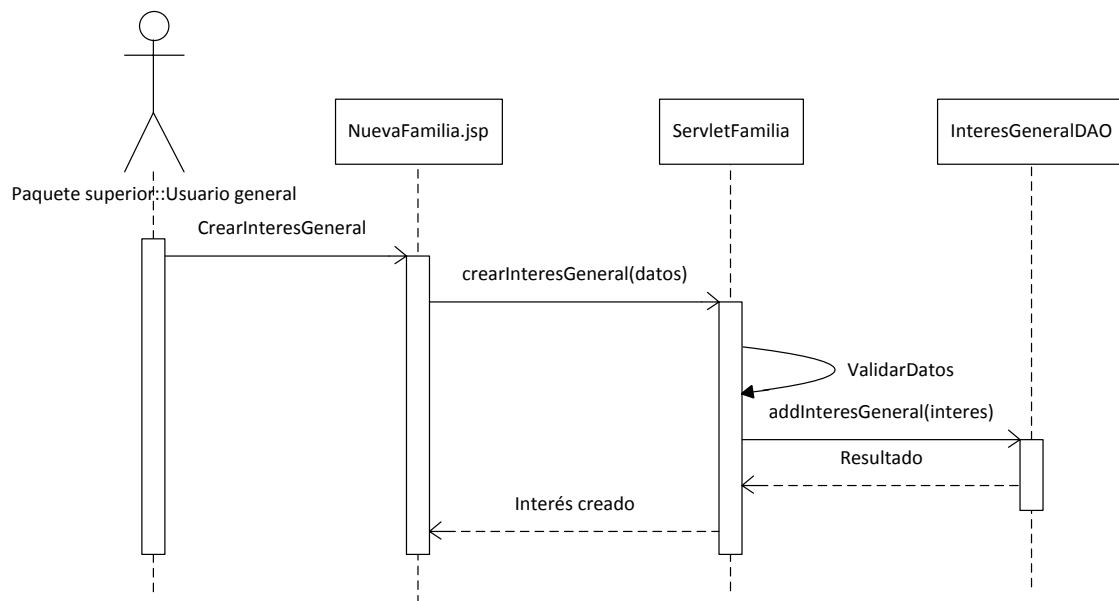 NuevaFamilia.jsp
ServletFamilia
InteresGeneralDAO
Paquete superior::Usuario general
CrearInteresGeneral
crearInteresGeneral(datos)
ValidarDatos
addInteresGeneral(interes)
Resultado
Interés creado